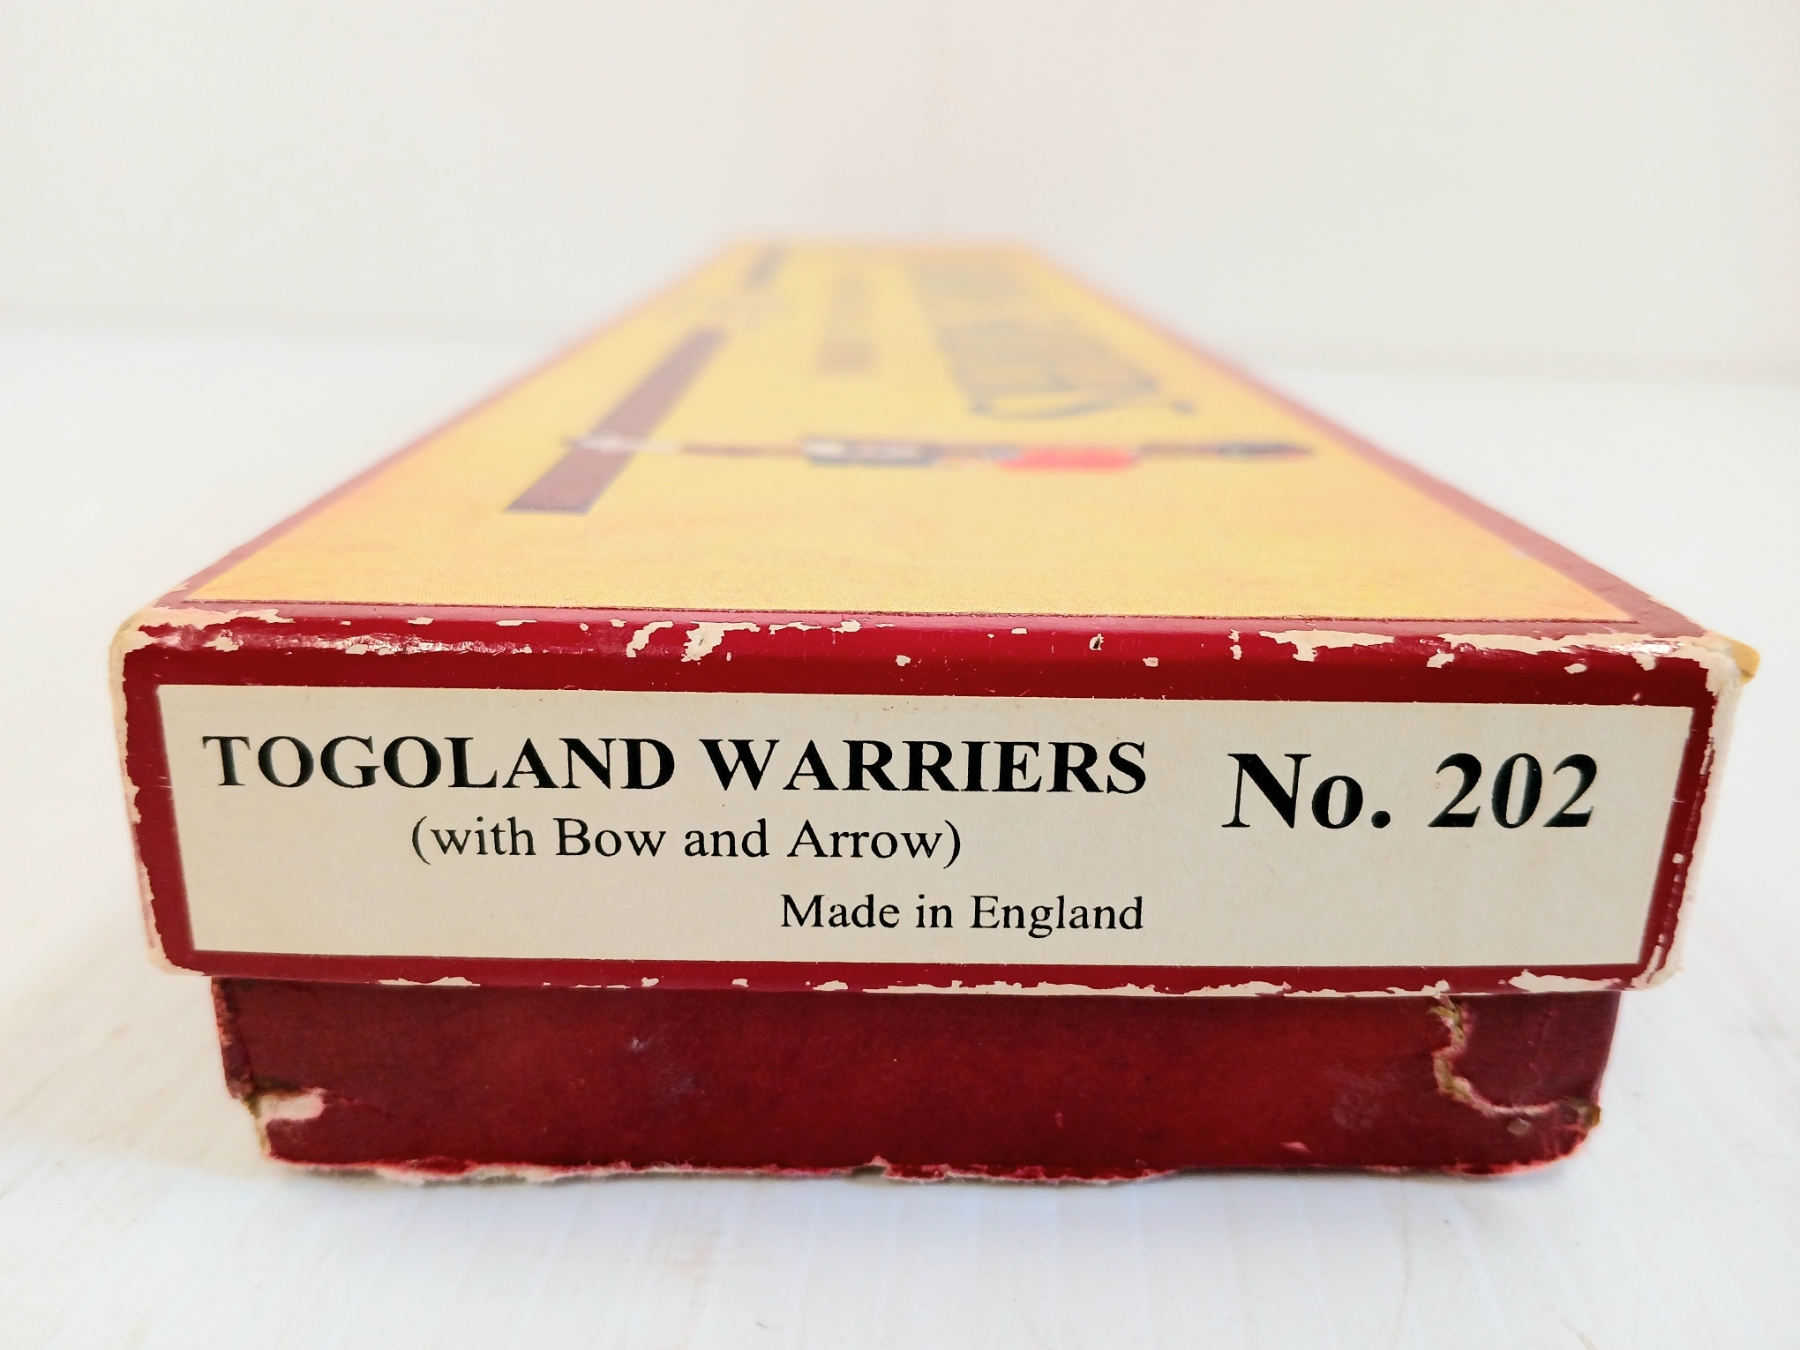 TOGOLAND WARRIERS No. 202
(with Bow and Arrow)
Made in England